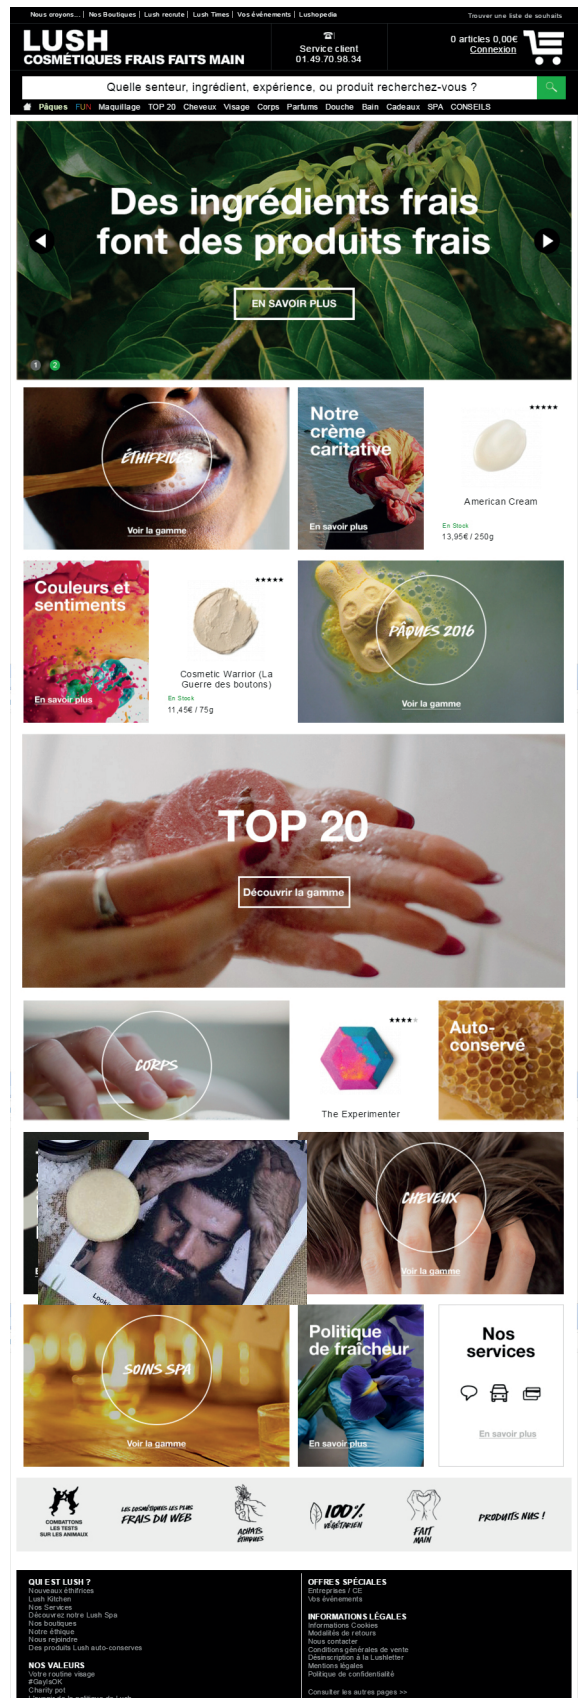 Nous croyons... | Nos Boutiques | Lush recrute | Lush Times | Vos événements | Lushopedia
Trouver une liste de souhaits
LUSH
COSMÉTIQUES FRAIS FAITS MAIN
Service client
01.49.70.98.34
0 articles 0,00€
Connexion
Quelle senteur, ingrédient, expérience, ou produit recherchez-vous ?
Pâques FUN Maquillage TOP 20 Cheveux Visage Corps Parfums Douche Bain Cadeaux SPA CONSEILS
Des ingrédients frais
font des produits frais
EN SAVOIR PLUS
1 2
ÉTHIFRICES
Voir la gamme
Notre
crème
caritative
En savoir plus
American Cream
En Stock
13,95€ / 250g
Couleurs et
sentiments
En savoir plus
Cosmetic Warrior (La
Guerre des boutons)
En Stock
11,45€ / 75g
PÂQUES 2016
Voir la gamme
TOP 20
Découvrir la gamme
CORPS
The Experimenter
Auto-
conservé
CHEVEUX
Voir la gamme
SOINS SPA
Voir la gamme
Politique
de fraîcheur
En savoir plus
Nos
services
En savoir plus
COMBATTONS
LES TESTS
SUR LES ANIMAUX
LES COSMÉTIQUES LES PLUS
FRAIS DU WEB
ACHATS
ÉTHIQUES
100%
VÉGÉTARIEN
FAIT
MAIN
PRODUITS NUS !
QUI EST LUSH ?
Nouveaux éthifrices
Lush Kitchen
Nos Services
Découvrez notre Lush Spa
Nos boutiques
Notre éthique
Nous rejoindre
Des produits Lush auto-conserves
NOS VALEURS
Votre routine visage
#GayIsOK
Charity pot
OFFRES SPÉCIALES
Entreprises / CE
Vos événements
INFORMATIONS LÉGALES
Informations Cookies
Modalités de retours
Nous contacter
Conditions générales de vente
Désinscription à la Lushletter
Mentions légales
Politique de confidentialité
Consulter les autres pages >>